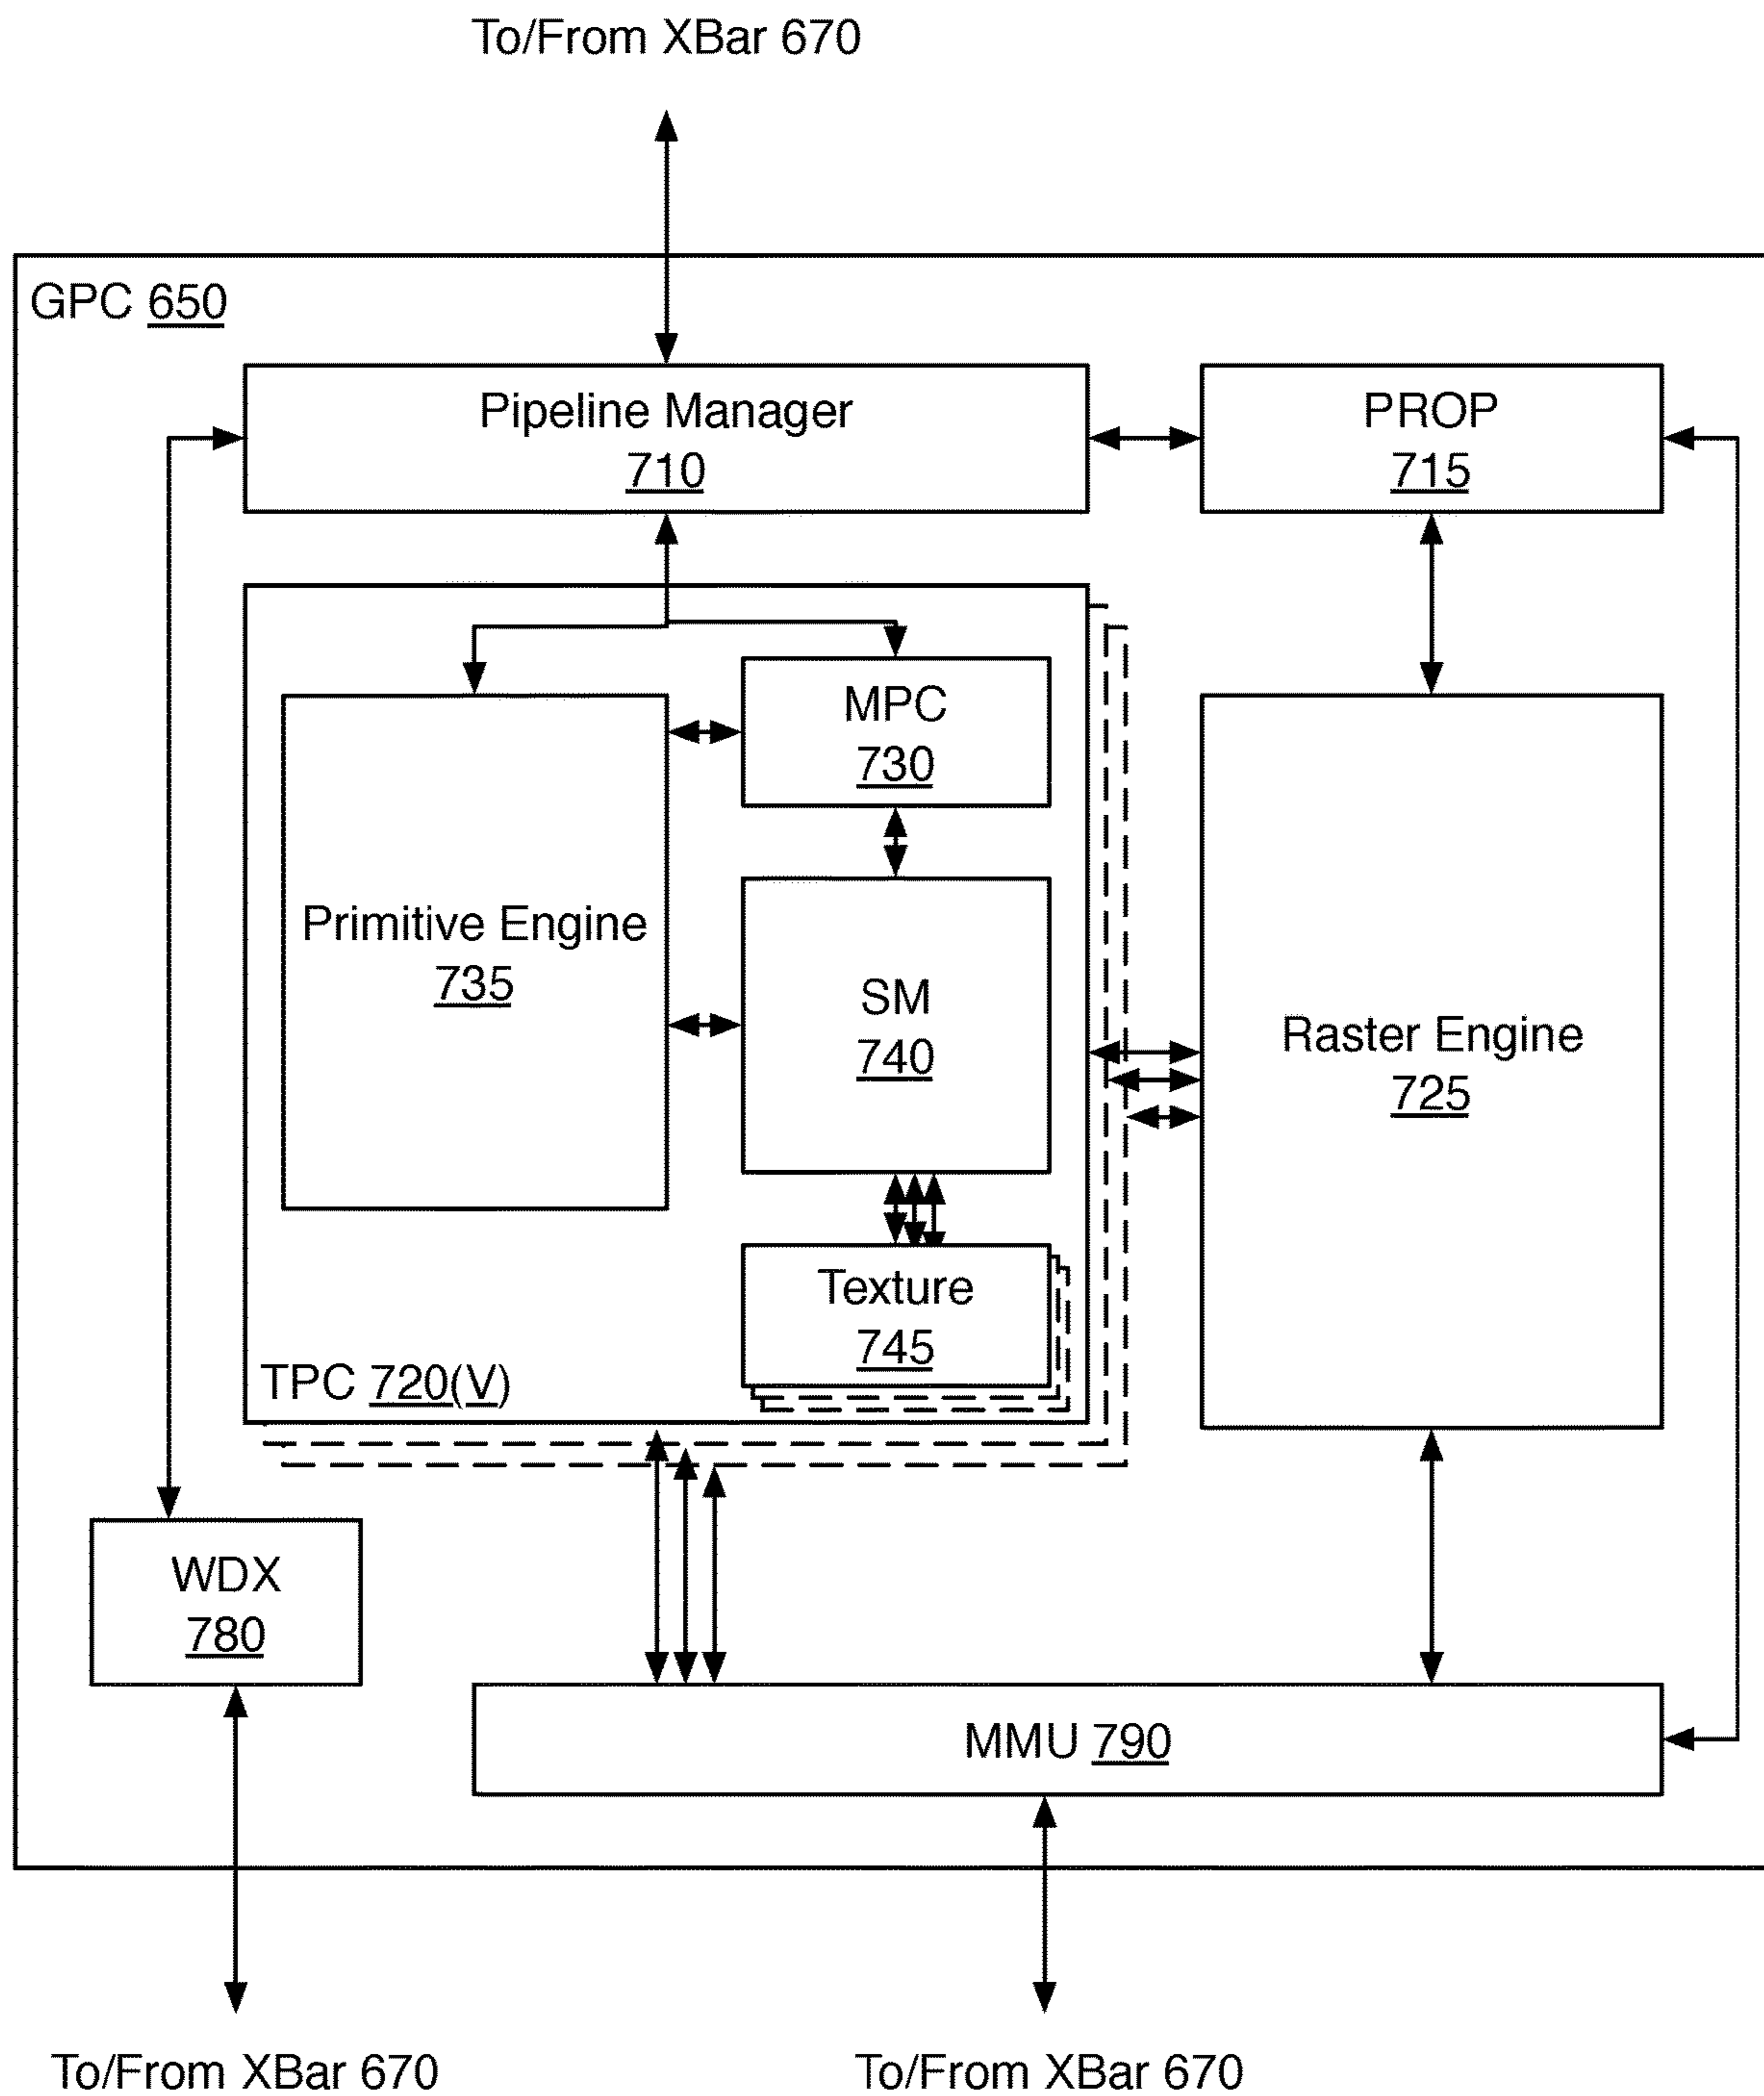 To/From XBar 670
GPC 650
Pipeline Manager
710
PROP
715
MPC
730
Primitive Engine
735
SM
740
Raster Engine
725
Texture
745
TPC 720(V)
WDX
780
MMU 790
To/From XBar 670
To/From XBar 670